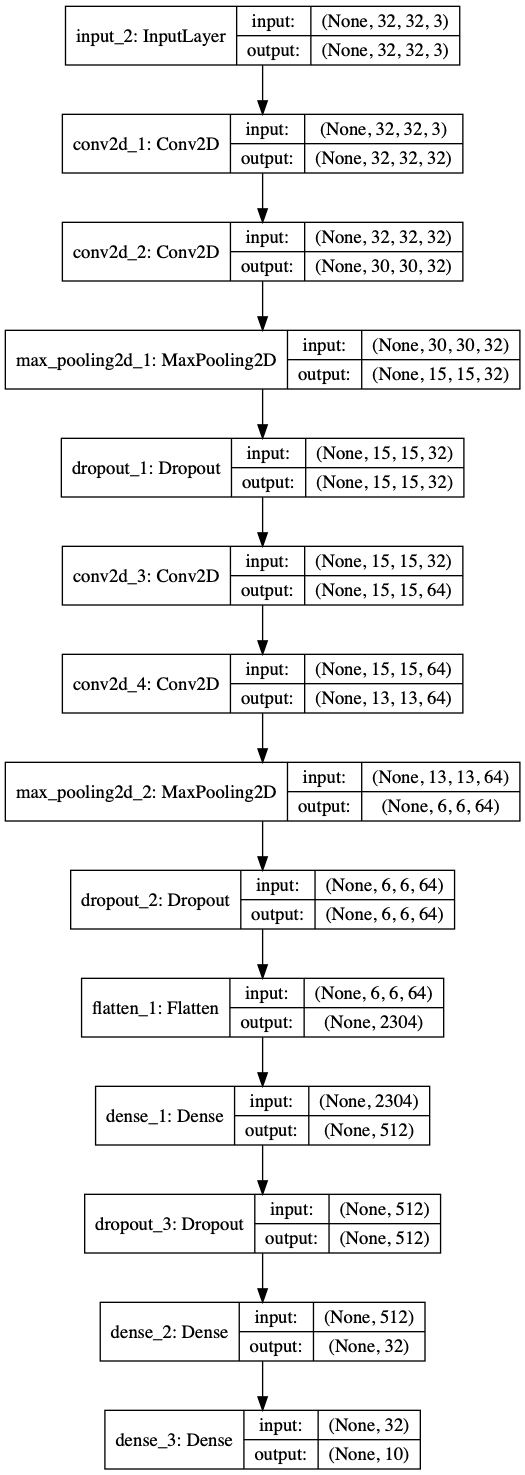 input_2: InputLayer
input: (None, 32, 32, 3)
output: (None, 32, 32, 3)
conv2d_1: Conv2D
input: (None, 32, 32, 3)
output: (None, 32, 32, 32)
conv2d_2: Conv2D
input: (None, 32, 32, 32)
output: (None, 30, 30, 32)
max_pooling2d_1: MaxPooling2D
input: (None, 30, 30, 32)
output: (None, 15, 15, 32)
dropout_1: Dropout
input: (None, 15, 15, 32)
output: (None, 15, 15, 32)
conv2d_3: Conv2D
input: (None, 15, 15, 32)
output: (None, 15, 15, 64)
conv2d_4: Conv2D
input: (None, 15, 15, 64)
output: (None, 13, 13, 64)
max_pooling2d_2: MaxPooling2D
input: (None, 13, 13, 64)
output: (None, 6, 6, 64)
dropout_2: Dropout
input: (None, 6, 6, 64)
output: (None, 6, 6, 64)
flatten_1: Flatten
input: (None, 6, 6, 64)
output: (None, 2304)
dense_1: Dense
input: (None, 2304)
output: (None, 512)
dropout_3: Dropout
input: (None, 512)
output: (None, 512)
dense_2: Dense
input: (None, 512)
output: (None, 32)
dense_3: Dense
input: (None, 32)
output: (None, 10)